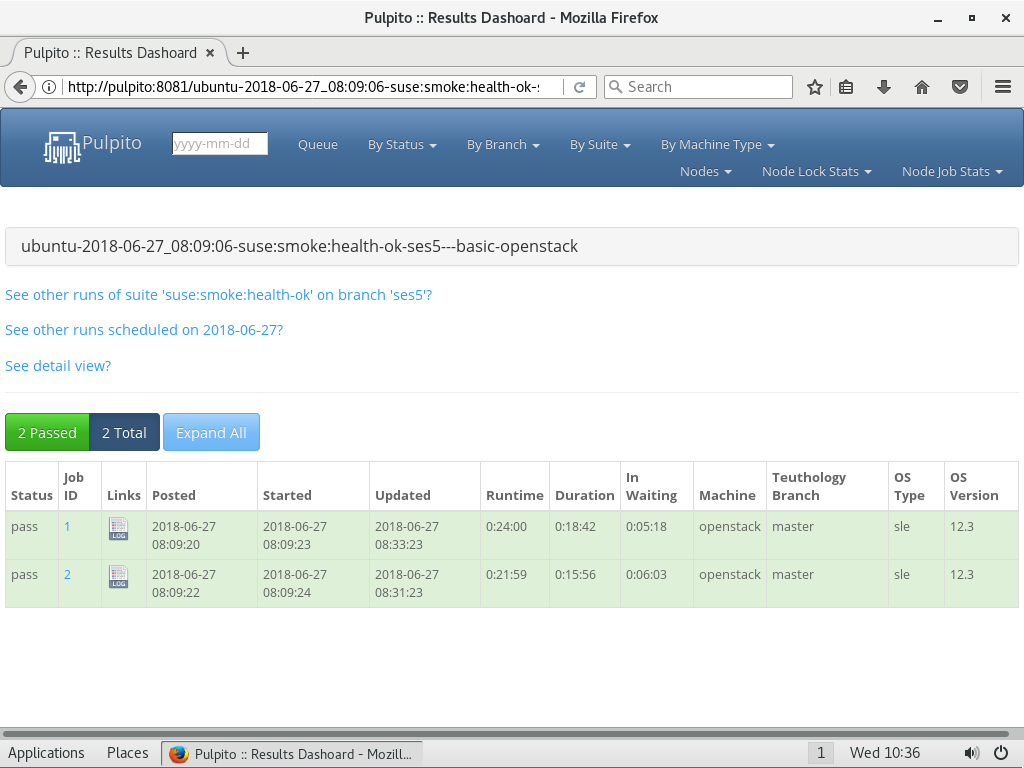 Pulpito :: Results Dashoard - Mozilla Firefox
Pulpito :: Results Dashoard
http://pulpito:8081/ubuntu-2018-06-27_08:09:06-suse:smoke:health-ok-s
Search
Pulpito
yyyy-mm-dd
Queue
By Status
By Branch
By Suite
By Machine Type
Nodes
Node Lock Stats
Node Job Stats
ubuntu-2018-06-27_08:09:06-suse:smoke:health-ok-ses5---basic-openstack
See other runs of suite 'suse:smoke:health-ok' on branch 'ses5'?
See other runs scheduled on 2018-06-27?
See detail view?
2 Passed 2 Total Expand All
Status Job ID Links Posted Started Updated Runtime Duration In Waiting Machine Teuthology Branch OS Type OS Version
pass 1 LOG 2018-06-27 08:09:20 2018-06-27 08:09:23 2018-06-27 08:33:23 0:24:00 0:18:42 0:05:18 openstack master sle 12.3
pass 2 LOG 2018-06-27 08:09:22 2018-06-27 08:09:24 2018-06-27 08:31:23 0:21:59 0:15:56 0:06:03 openstack master sle 12.3
Applications Places Pulpito :: Results Dashoard - Mozill... 1 Wed 10:36